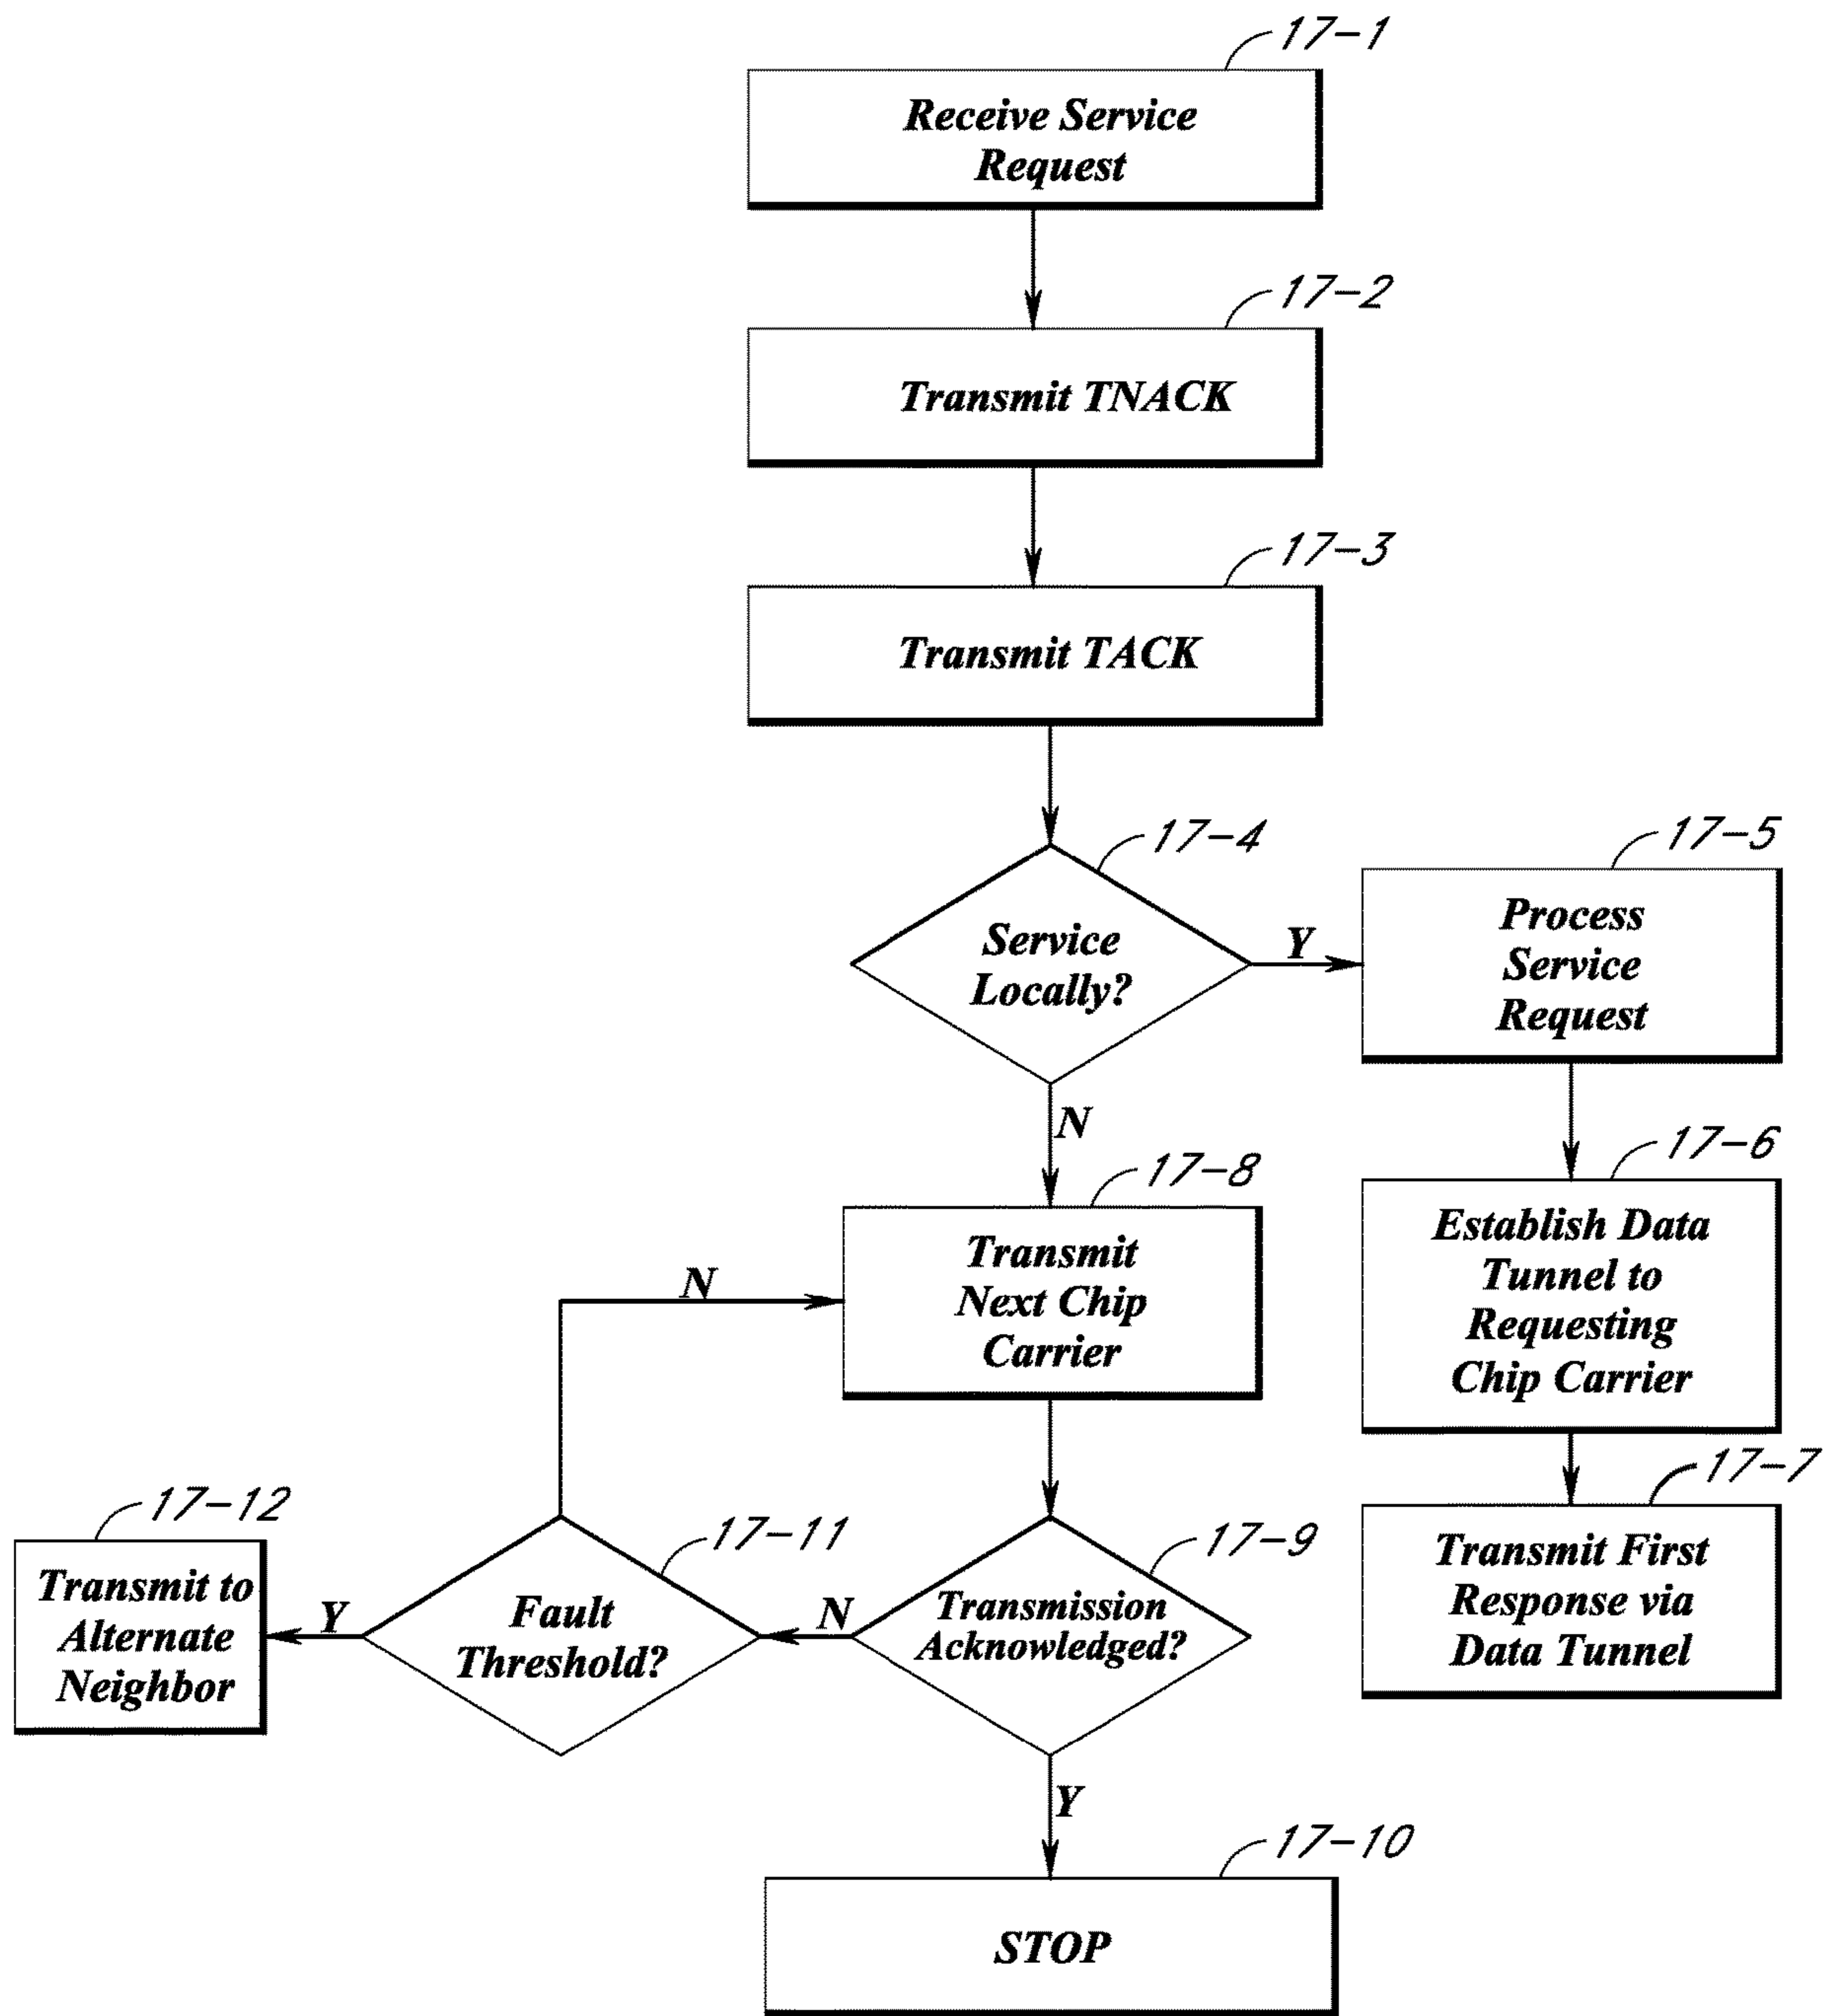 17-1
Receive Service
Request
17-2
Transmit TNACK
17-3
Transmit TACK
17-4
Service
Locally?
Y
17-5
Process
Service
Request
N
17-6
Establish Data
Tunnel to
Requesting
Chip Carrier
17-7
Transmit First
Response via
Data Tunnel
17-8
Transmit
Next Chip
Carrier
N
17-9
Transmission
Acknowledged?
N
17-11
Fault
Threshold?
Y
17-12
Transmit to
Alternate
Neighbor
Y
17-10
STOP